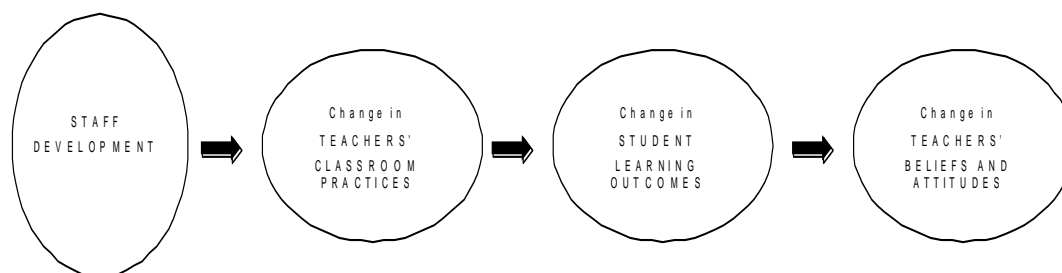 STAFF
DEVELOPMENT
Change in
TEACHERS'
CLASSROOM
PRACTICES
Change in
STUDENT
LEARNING
OUTCOMES
Change in
TEACHERS'
BELIEFS AND
ATTITUDES